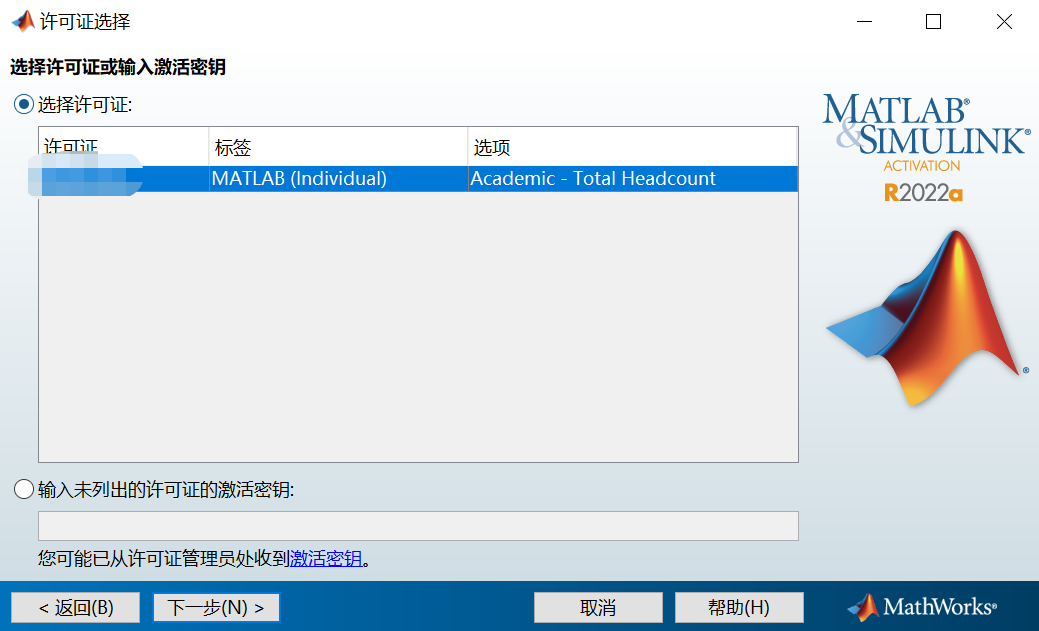 许可证选择
选择许可证或输入激活密钥
选择许可证:
许可证 标签 选项
MATLAB (Individual) Academic - Total Headcount
输入未列出的许可证的激活密钥:
您可能已从许可证管理员处收到激活密钥。
< 返回(B) 下一步(N) > 取消 帮助(H)
MATLAB®
&SIMULINK®
ACTIVATION
R2022a
®
MathWorks®